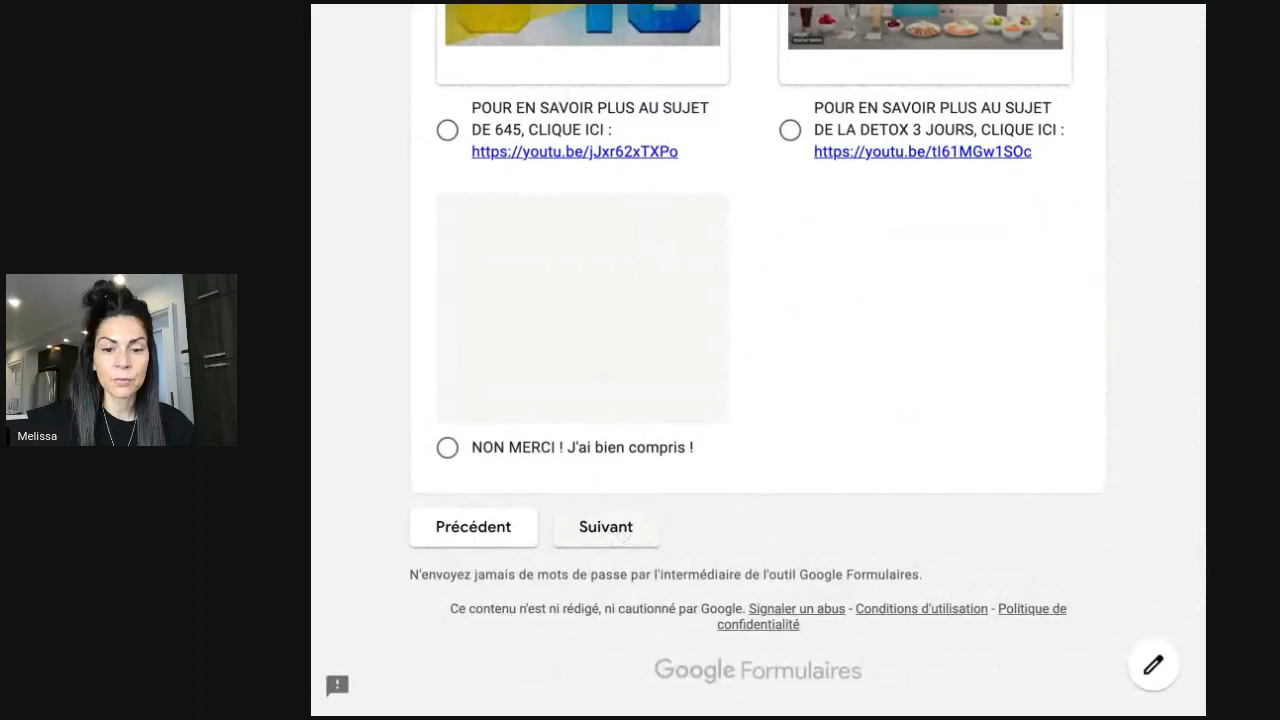 POUR EN SAVOIR PLUS AU SUJET
DE 645, CLIQUE ICI :
https://youtu.be/jJxr62xTXPo
POUR EN SAVOIR PLUS AU SUJET
DE LA DETOX 3 JOURS, CLIQUE ICI :
https://youtu.be/tI61MGw1SOc
NON MERCI ! J'ai bien compris !
Précédent
Suivant
N'envoyez jamais de mots de passe par l'intermédiaire de l'outil Google Formulaires.
Ce contenu n'est ni rédigé, ni cautionné par Google. Signaler un abus - Conditions d'utilisation - Politique de
confidentialité
Google Formulaires
Melissa